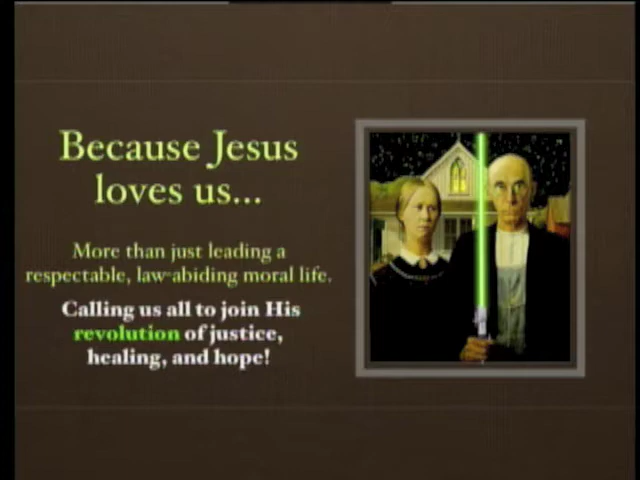 Because Jesus
loves us...
More than just leading a
respectable, law-abiding moral life.
Calling us all to join His
revolution of justice,
healing, and hope!